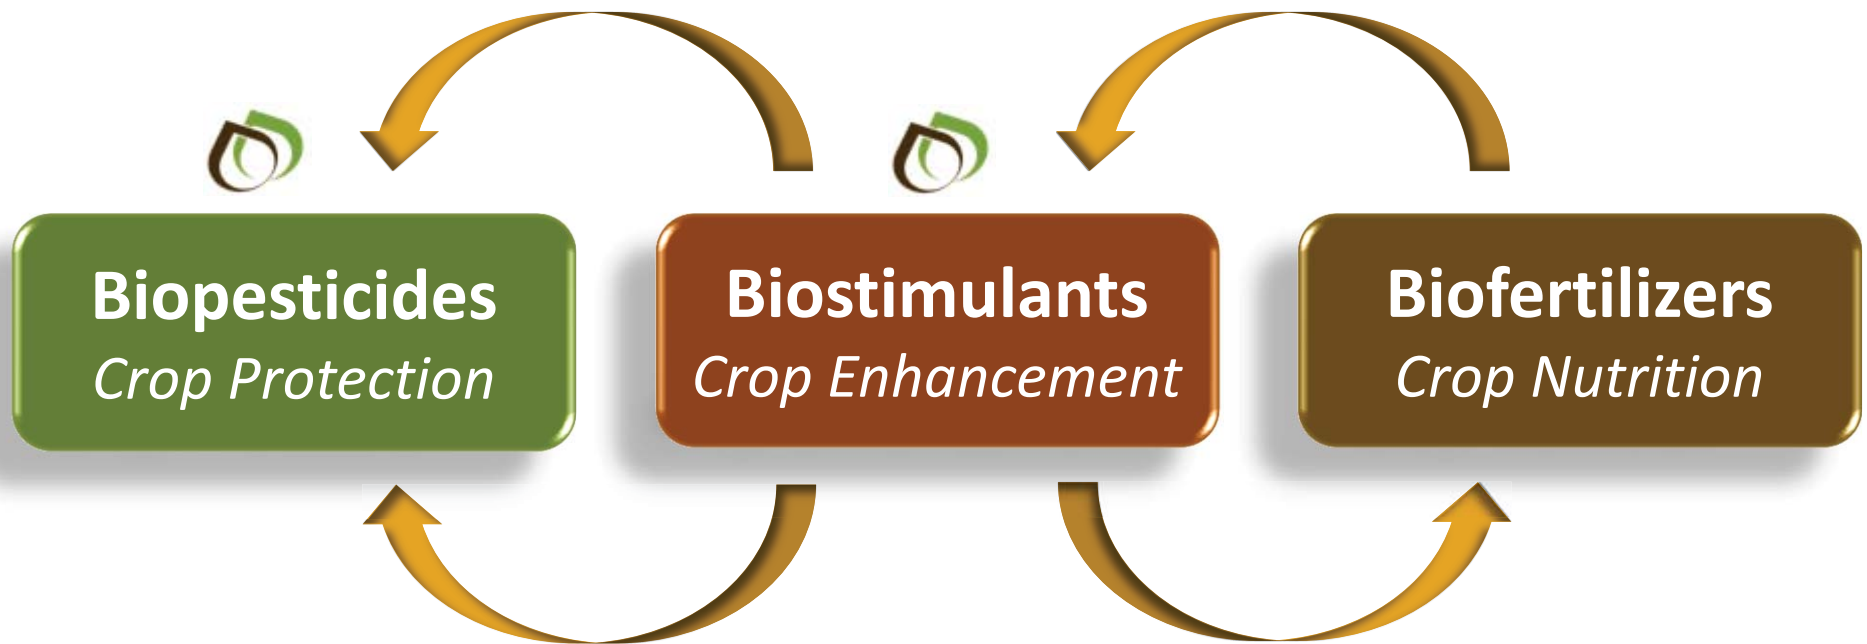 Biopesticides
Crop Protection
Biostimulants
Crop Enhancement
Biofertilizers
Crop Nutrition